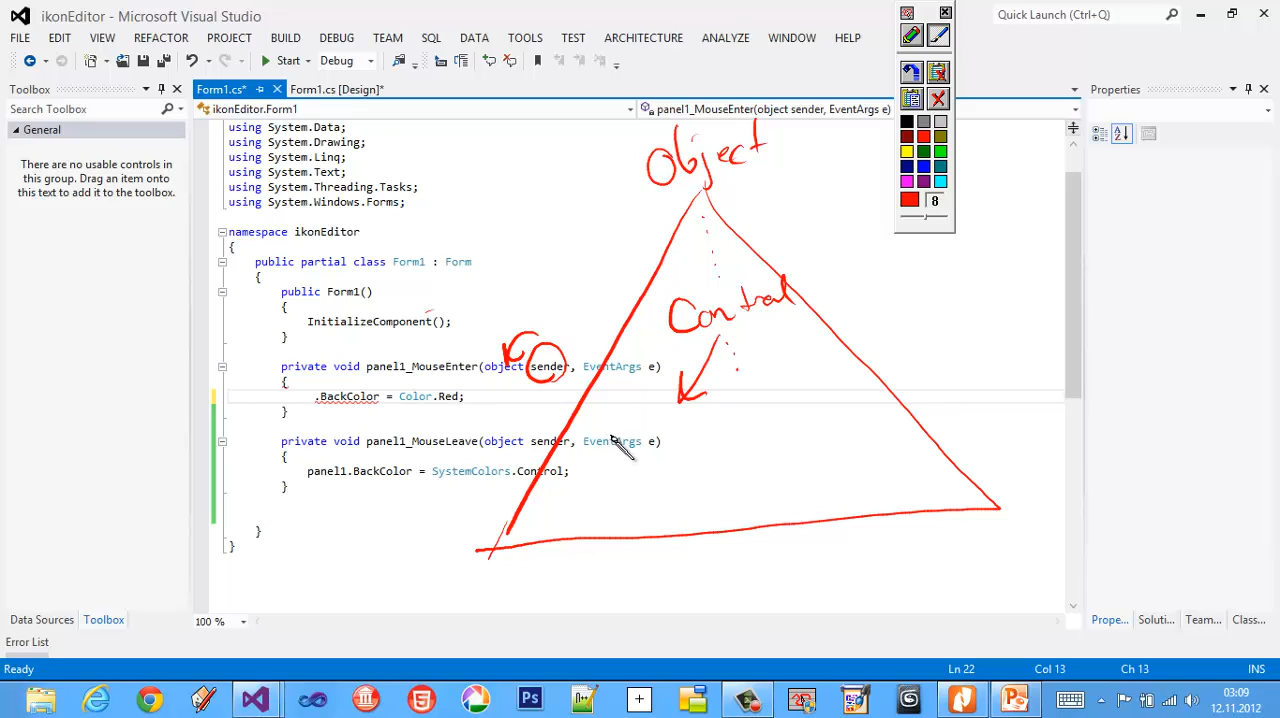 ikonEditor - Microsoft Visual Studio
Quick Launch (Ctrl+Q)
FILE EDIT VIEW REFACTOR PROJECT BUILD DEBUG TEAM SQL DATA TOOLS TEST ARCHITECTURE ANALYZE WINDOW HELP
Start Debug
Toolbox
Form1.cs*
Form1.cs [Design]*
Properties
Search Toolbox
ikonEditor.Form1
panel1_MouseEnter(object sender, EventArgs e)
General
There are no usable controls in
this group. Drag an item onto
this text to add it to the toolbox.
using System.Data;
using System.Drawing;
using System.Linq;
using System.Text;
using System.Threading.Tasks;
using System.Windows.Forms;
namespace ikonEditor
{
public partial class Form1 : Form
{
public Form1()
{
InitializeComponent();
}
private void panel1_MouseEnter(object sender, EventArgs e)
{
.BackColor = Color.Red;
}
private void panel1_MouseLeave(object sender, EventArgs e)
{
panel1.BackColor = SystemColors.Control;
}
}
}
Object
Control
8
100 %
Data Sources Toolbox
Prope... Soluti... Team... Class...
Error List
Ready
Ln 22 Col 13 Ch 13 INS
Ps
03:09
12.11.2012